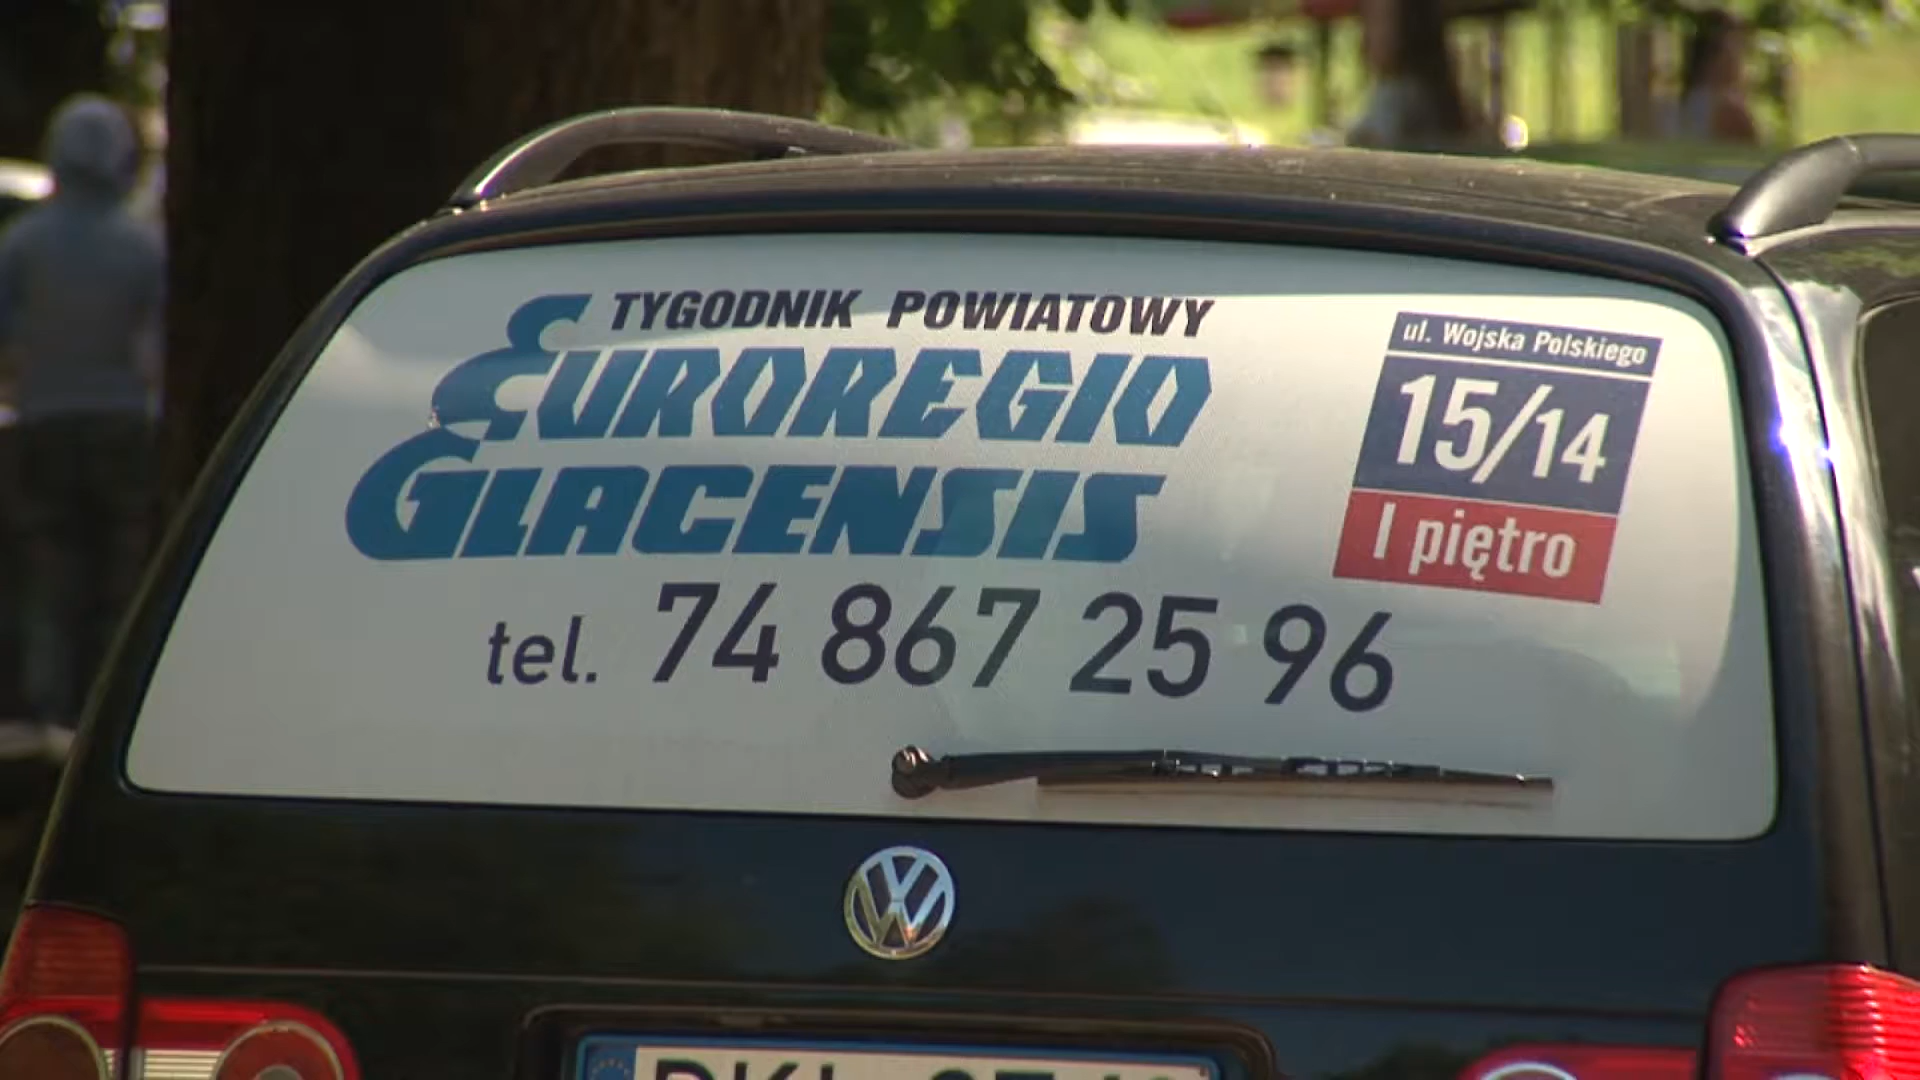 TYGODNIK POWIATOWY
EUROREGIO
GLACENSIS
tel. 74 867 25 96
ul. Wojska Polskiego
15/14
I piętro